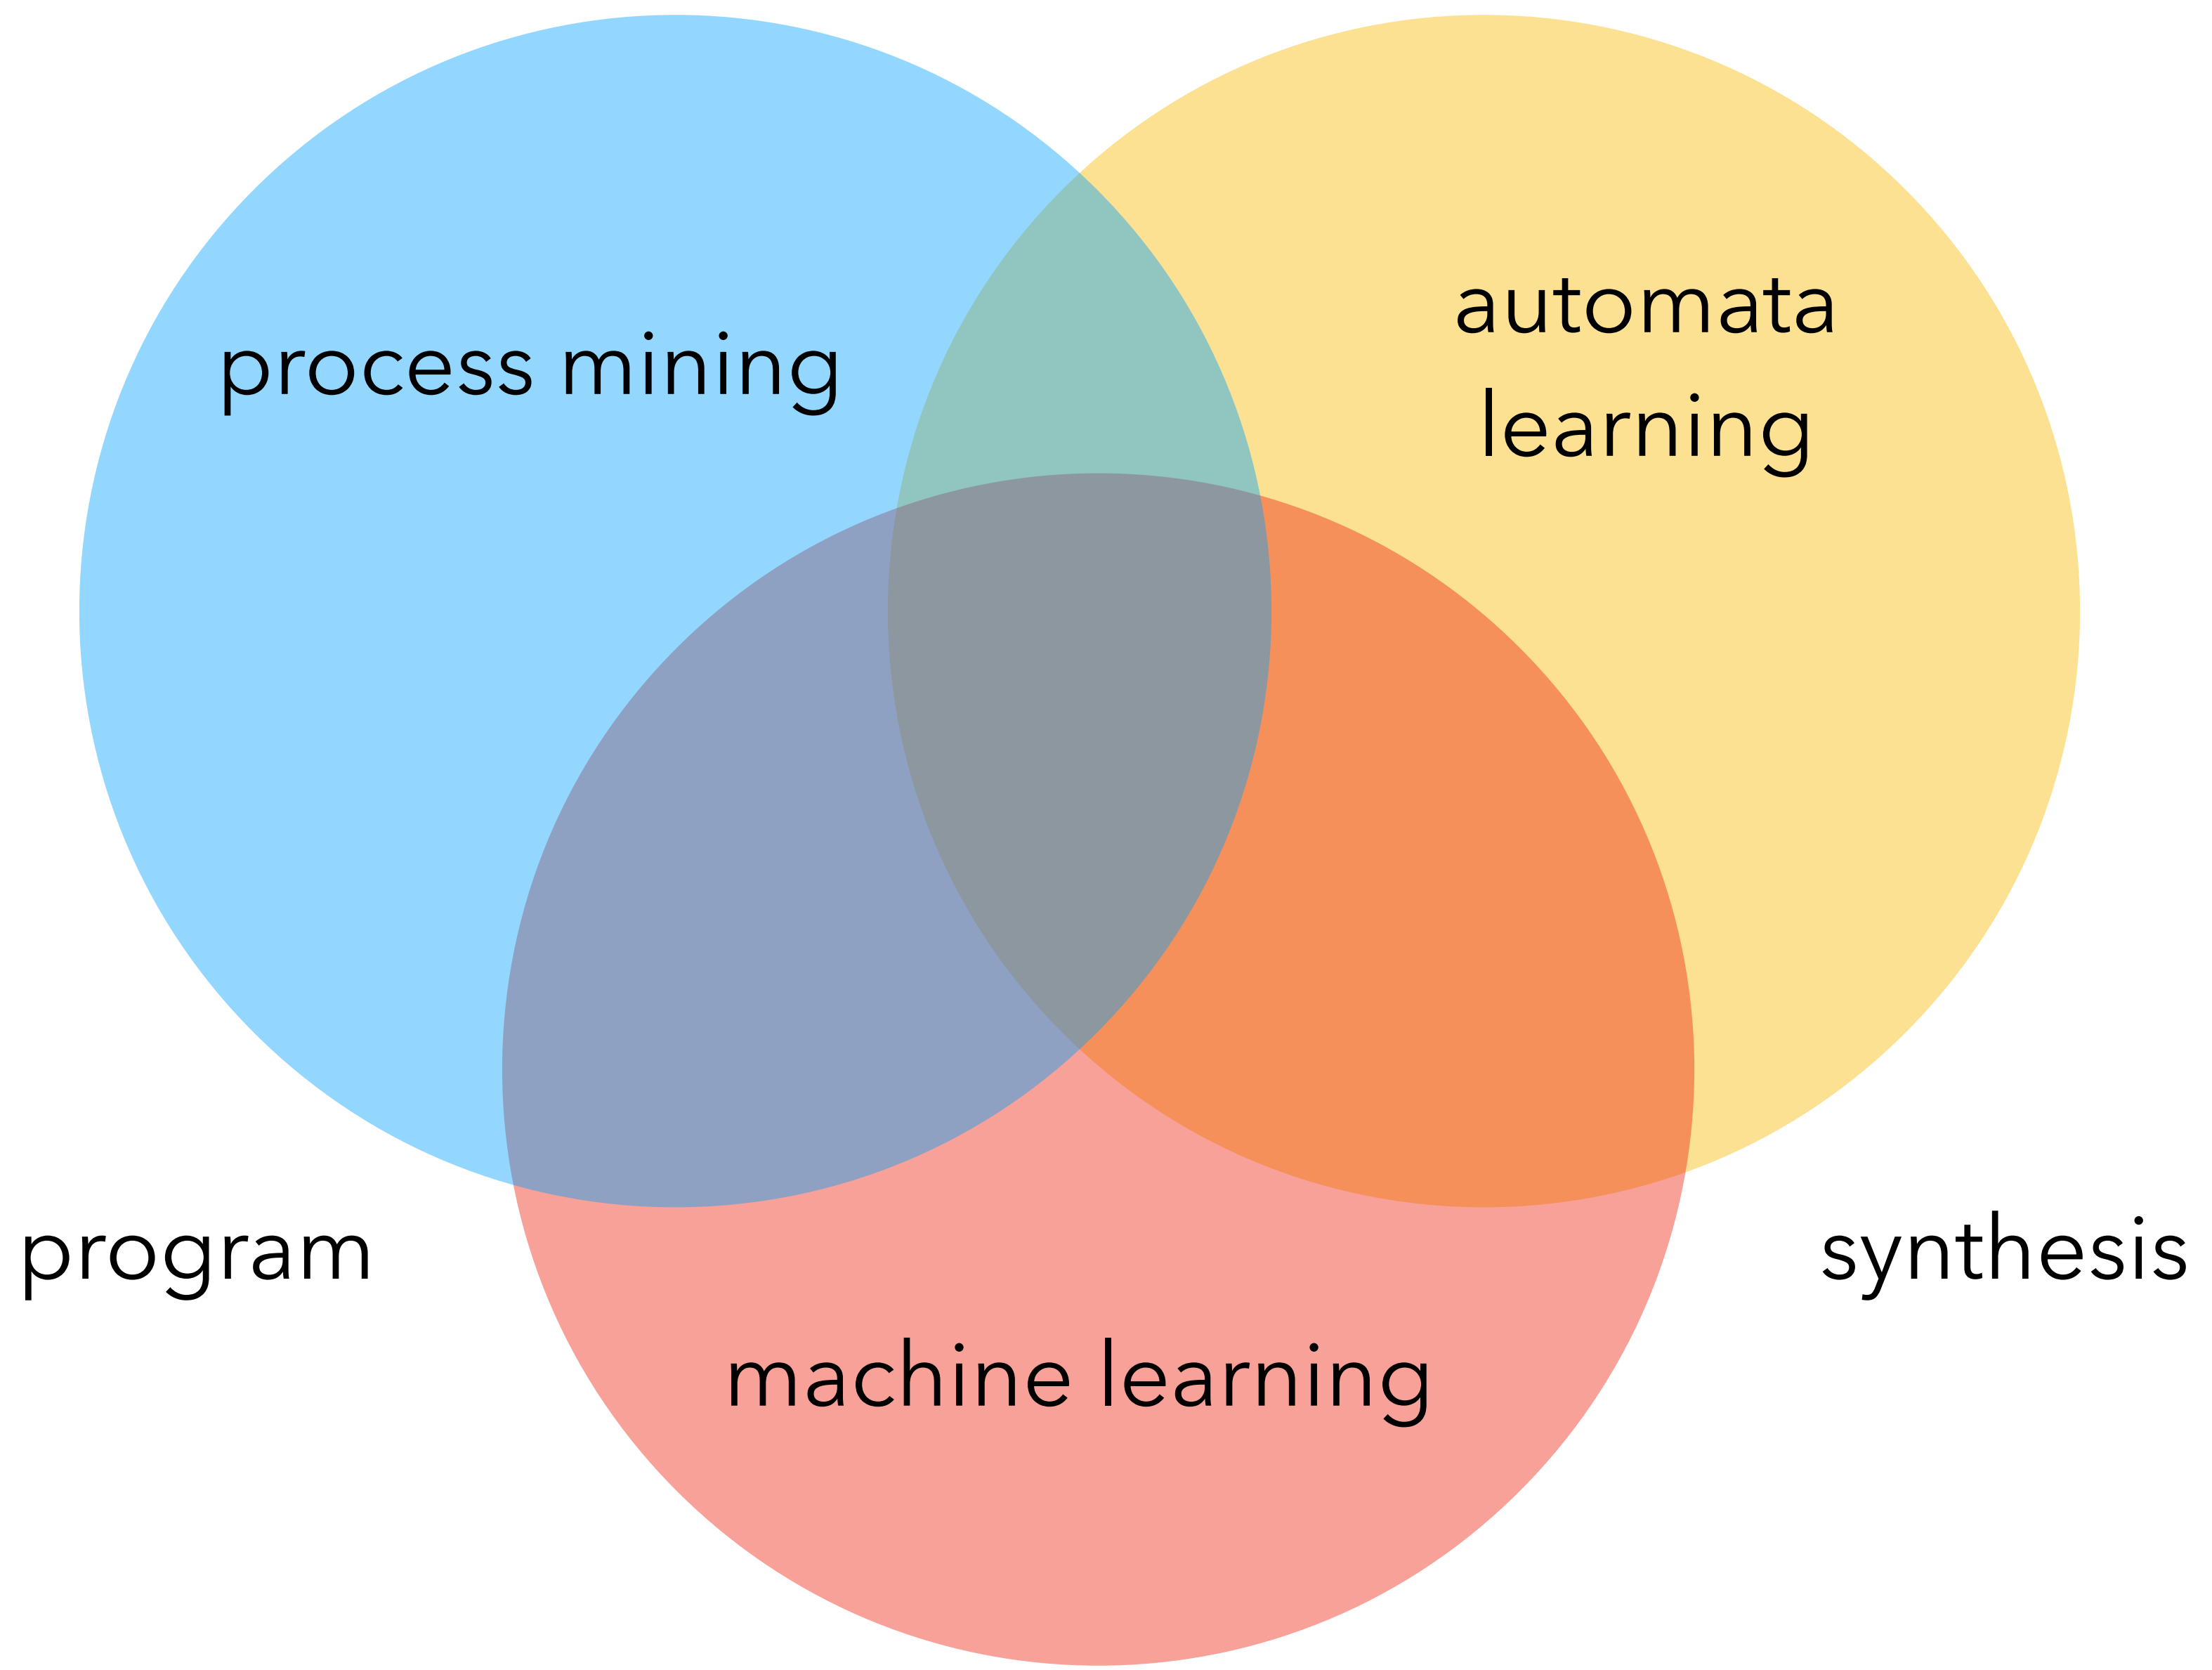 process mining
automata
learning
program
synthesis
machine learning